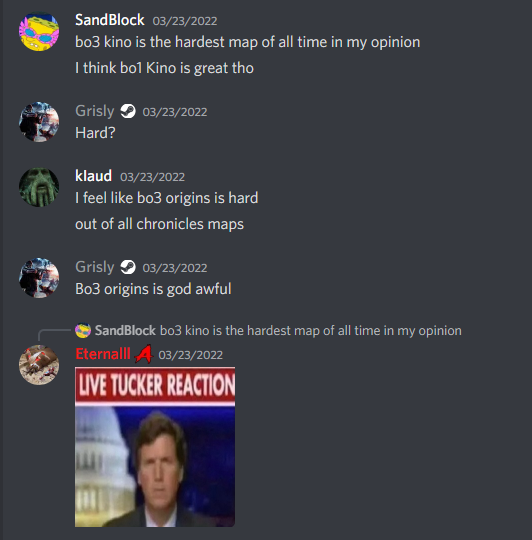 SandBlock 03/23/2022
bo3 kino is the hardest map of all time in my opinion
I think bo1 Kino is great tho
Grisly 03/23/2022
Hard?
klaud 03/23/2022
I feel like bo3 origins is hard
out of all chronicles maps
Grisly 03/23/2022
Bo3 origins is god awful
SandBlock bo3 kino is the hardest map of all time in my opinion
Eternalll 03/23/2022
LIVE TUCKER REACTION